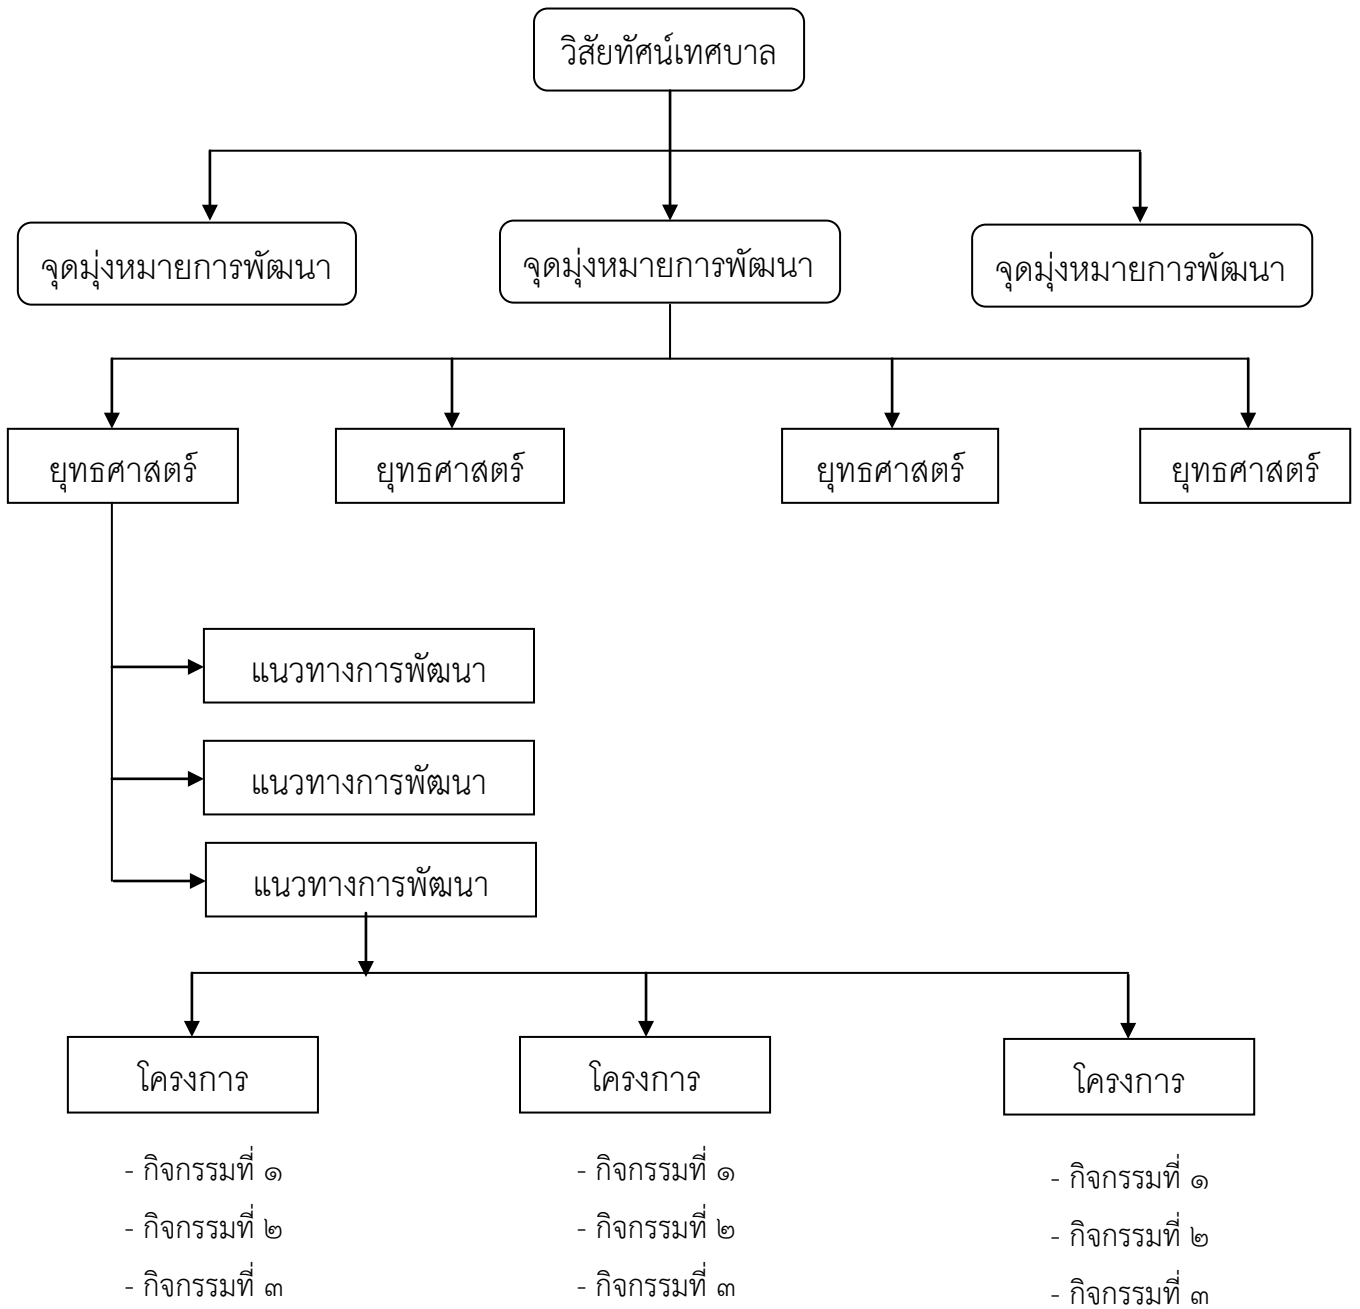 วิสัยทัศน์เทศบาล
จุดมุ่งหมายการพัฒนา
จุดมุ่งหมายการพัฒนา
จุดมุ่งหมายการพัฒนา
ยุทธศาสตร์
ยุทธศาสตร์
ยุทธศาสตร์
ยุทธศาสตร์
แนวทางการพัฒนา
แนวทางการพัฒนา
แนวทางการพัฒนา
โครงการ
โครงการ
โครงการ
- กิจกรรมที่ ๑
- กิจกรรมที่ ๒
- กิจกรรมที่ ๓
- กิจกรรมที่ ๑
- กิจกรรมที่ ๒
- กิจกรรมที่ ๓
- กิจกรรมที่ ๑
- กิจกรรมที่ ๒
- กิจกรรมที่ ๓